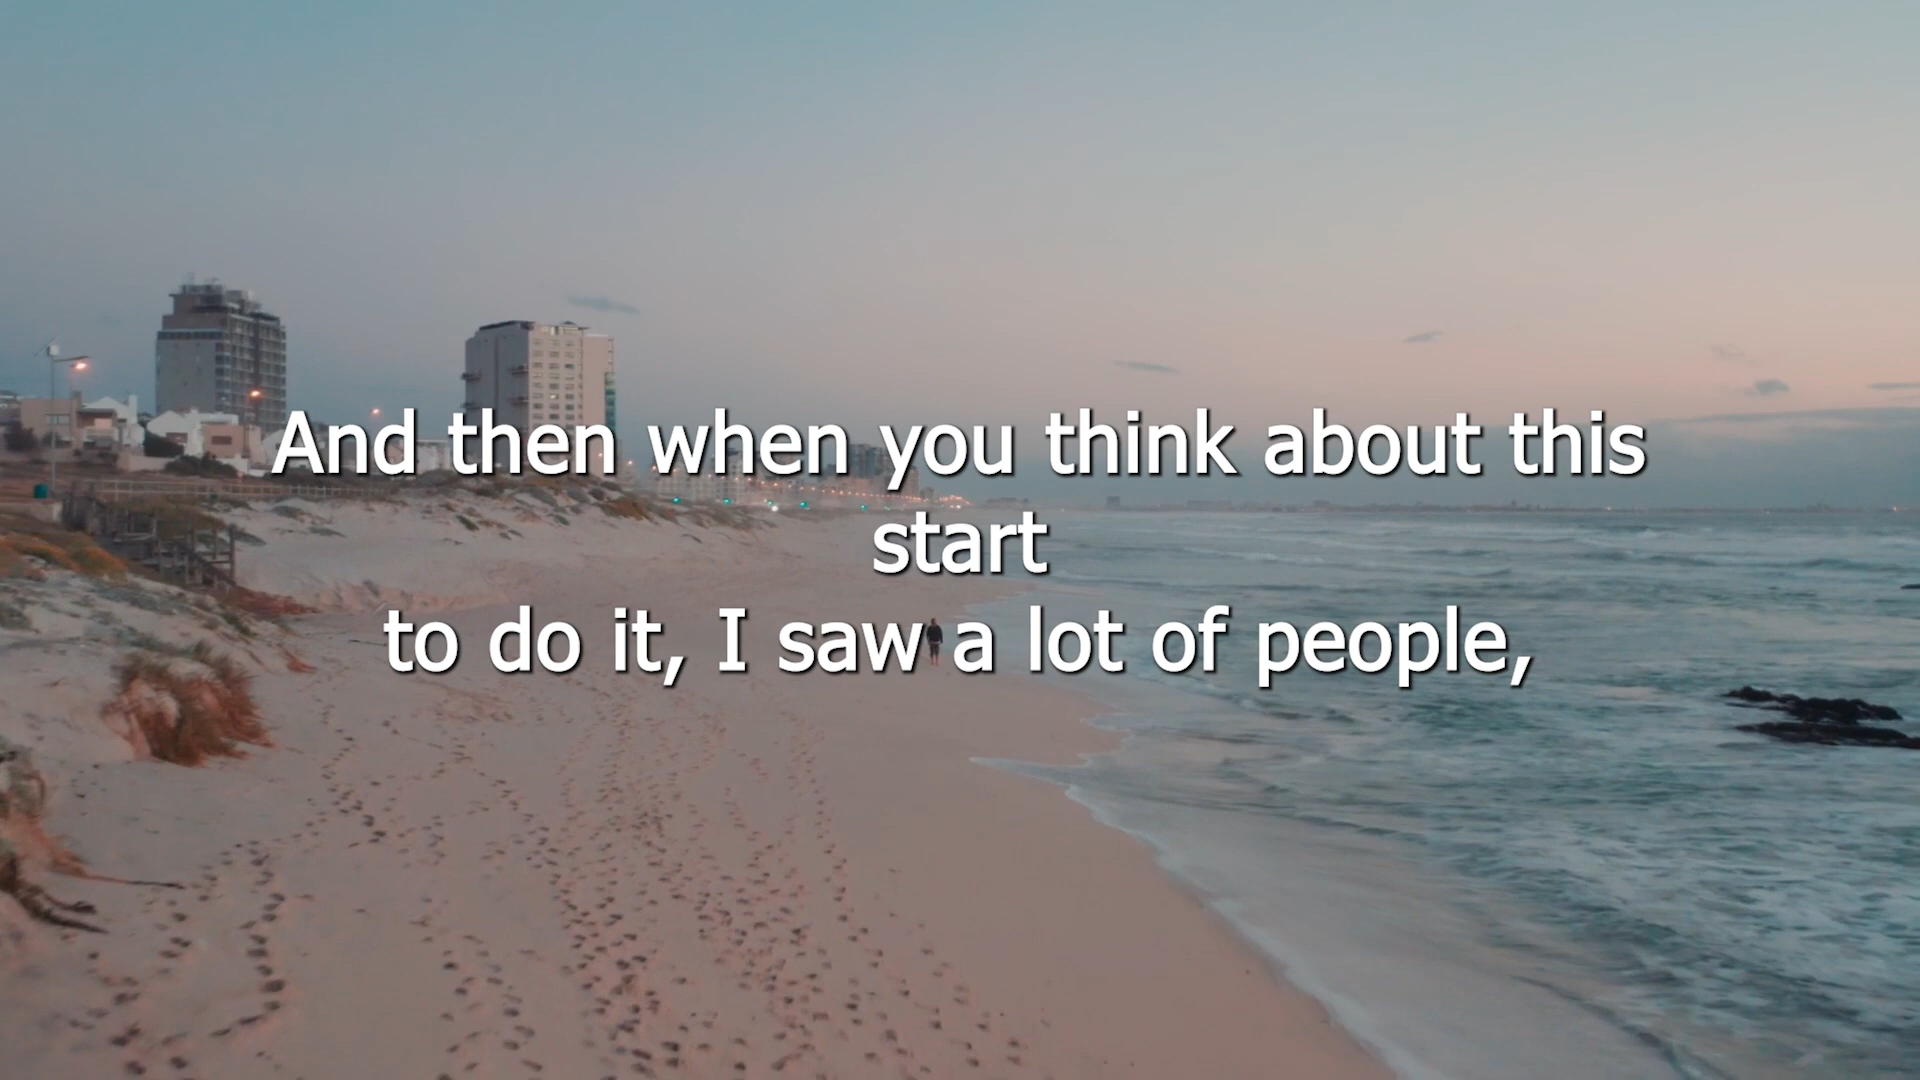 And then when you think about this
start
to do it, I saw a lot of people,